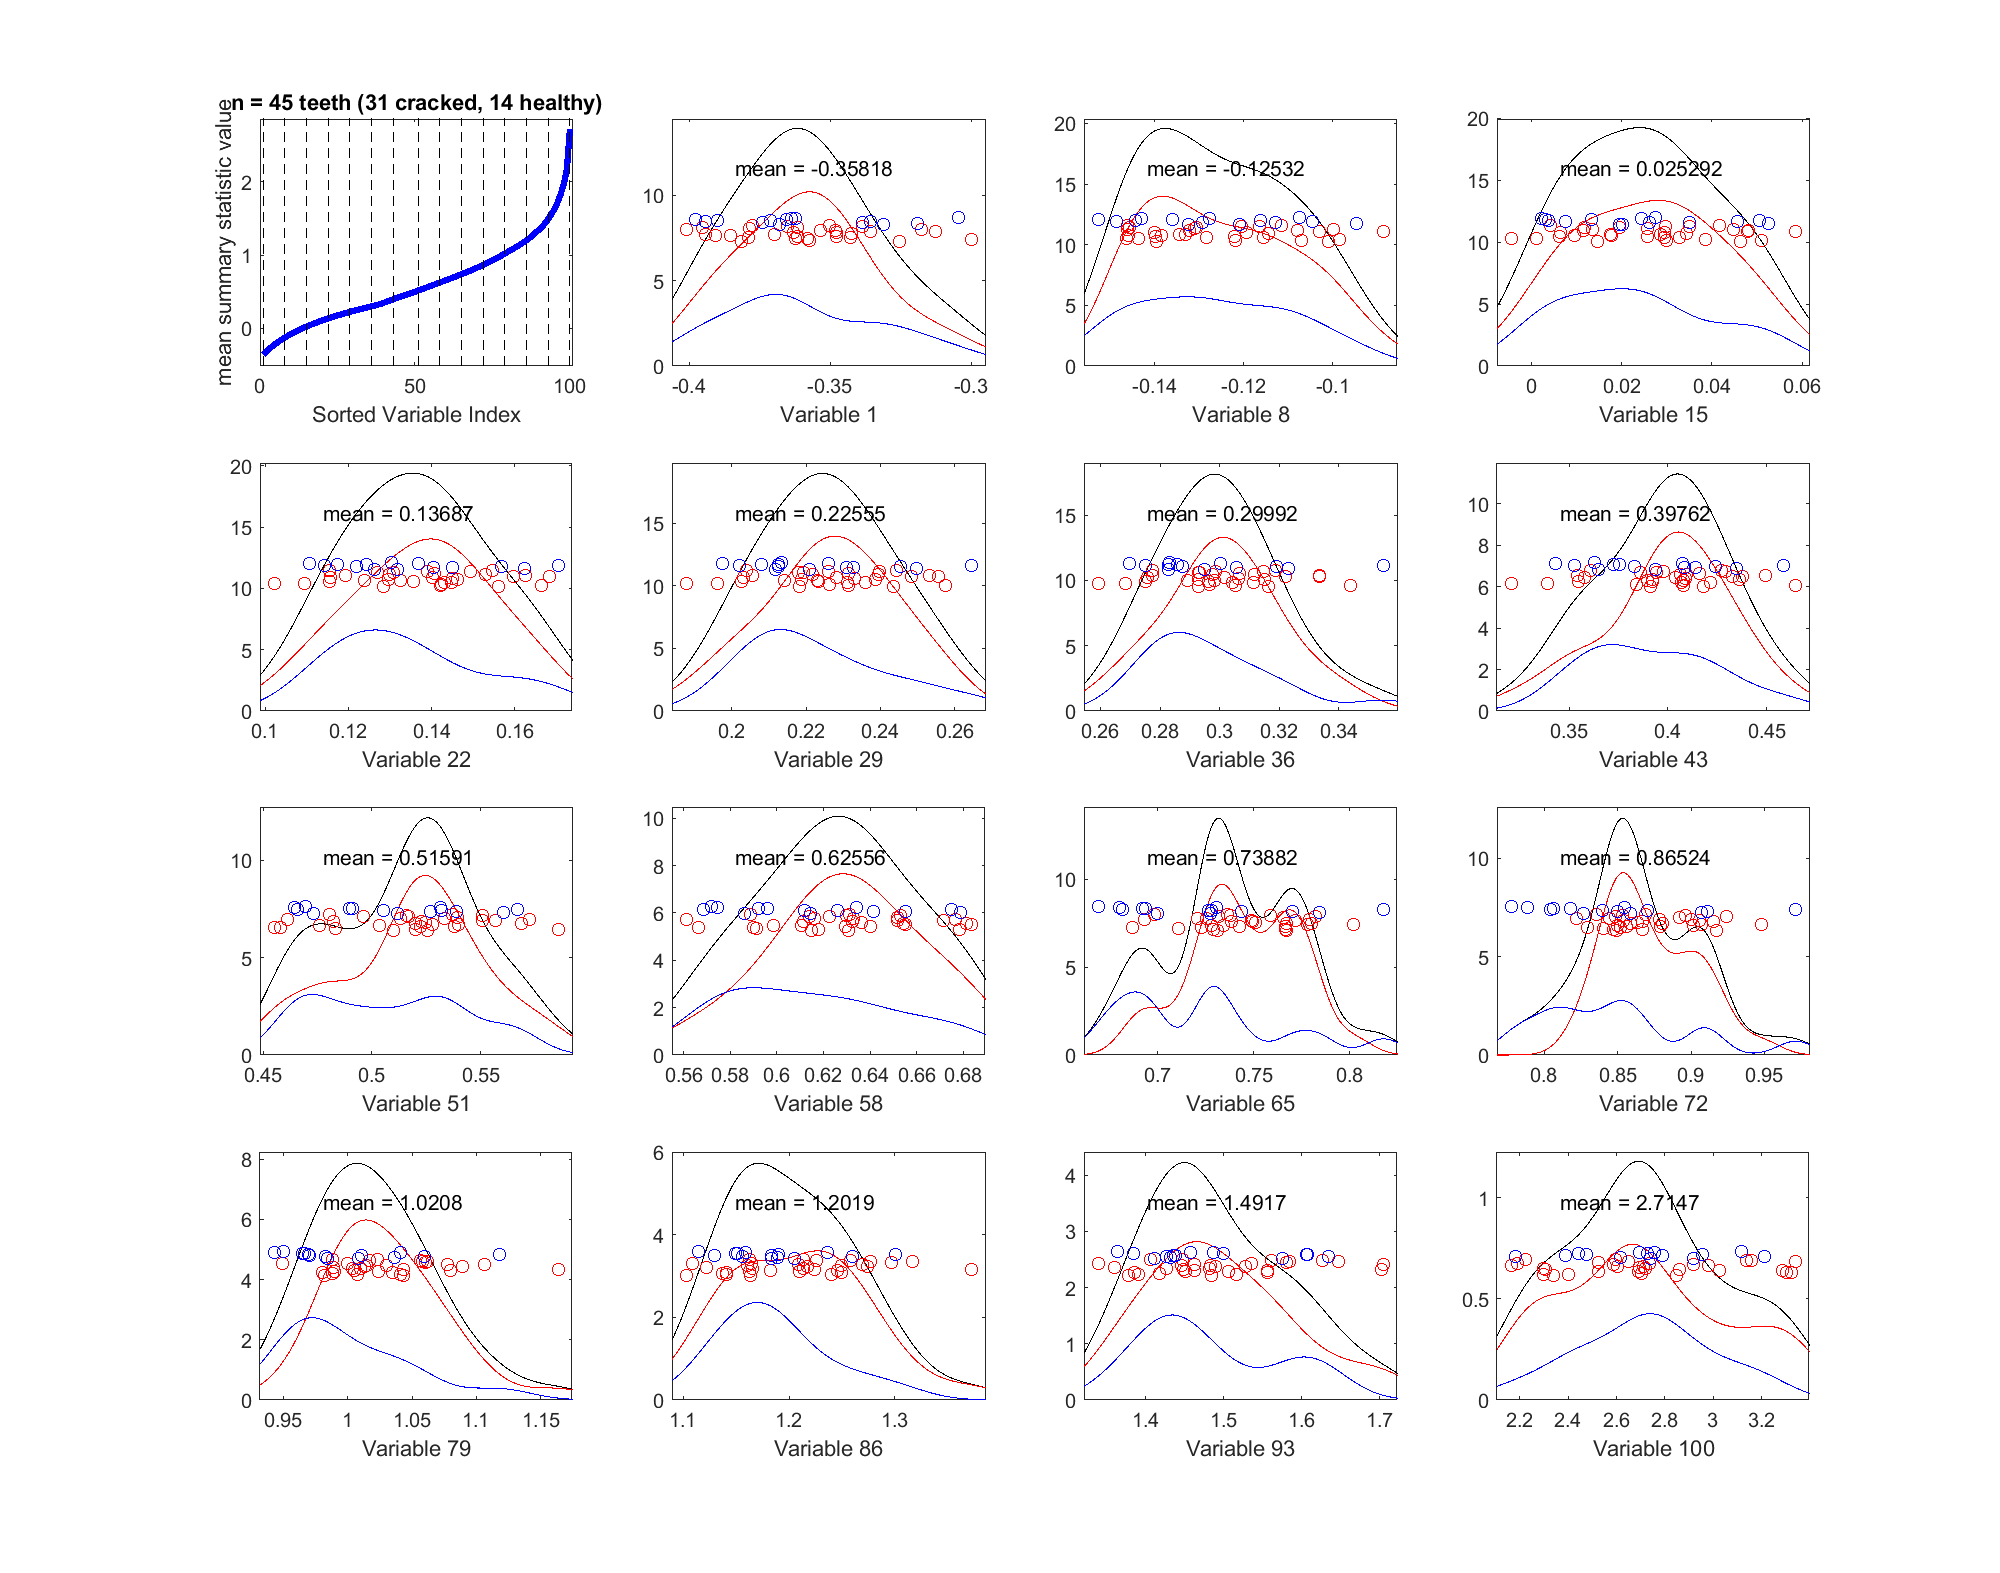 n = 45 teeth (31 cracked, 14 healthy)
mean summary statistic value
2
1
0
0 50 100
Sorted Variable Index
mean = -0.35818
10
5
0
-0.4 -0.35 -0.3
Variable 1
mean = -0.12532
20
15
10
5
0
-0.14 -0.12 -0.1
Variable 8
mean = 0.025292
20
15
10
5
0
0 0.02 0.04 0.06
Variable 15
mean = 0.13687
20
15
10
5
0
0.1 0.12 0.14 0.16
Variable 22
mean = 0.22555
15
10
5
0
0.2 0.22 0.24 0.26
Variable 29
mean = 0.29992
15
10
5
0
0.26 0.28 0.3 0.32 0.34
Variable 36
mean = 0.39762
10
8
6
4
2
0
0.35 0.4 0.45
Variable 43
mean = 0.51591
10
5
0
0.45 0.5 0.55
Variable 51
mean = 0.62556
10
8
6
4
2
0
0.56 0.58 0.6 0.62 0.64 0.66 0.68
Variable 58
mean = 0.73882
10
5
0
0.7 0.75 0.8
Variable 65
mean = 0.86524
10
5
0
0.8 0.85 0.9 0.95
Variable 72
mean = 1.0208
8
6
4
2
0
0.95 1 1.05 1.1 1.15
Variable 79
mean = 1.2019
6
4
2
0
1.1 1.2 1.3
Variable 86
mean = 1.4917
4
3
2
1
0
1.4 1.5 1.6 1.7
Variable 93
mean = 2.7147
1
0.5
0
2.2 2.4 2.6 2.8 3 3.2
Variable 100